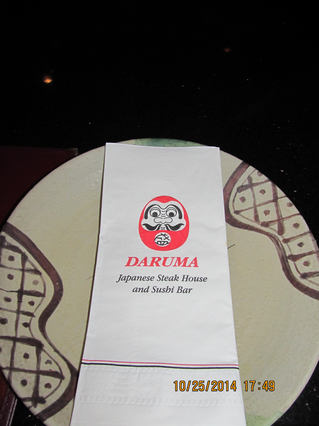 DARUMA
Japanese Steak House
and Sushi Bar
10/25/2014 17:49